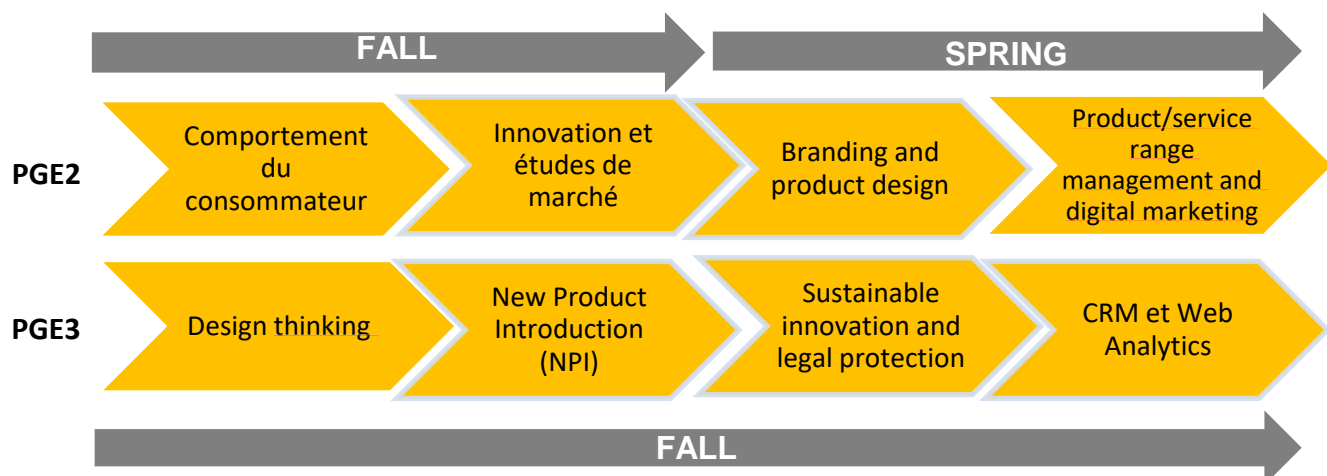 FALL
SPRING
PGE2
Comportement
du
consommateur
Innovation et
études de
marché
Branding and
product design
Product/service
range
management and
digital marketing
PGE3
Design thinking
New Product
Introduction
(NPI)
Sustainable
innovation and
legal protection
CRM et Web
Analytics
FALL